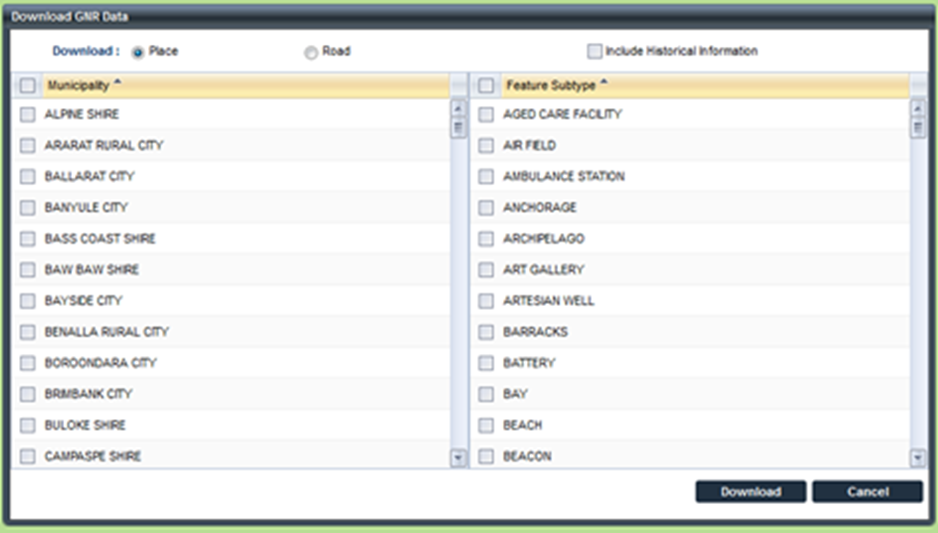 Download GNR Data
Download : Place Road Include Historical Information
Municipality Feature Subtype
ALPINE SHIRE AGED CARE FACILITY
ARARAT RURAL CITY AIR FIELD
BALLARAT CITY AMBULANCE STATION
BANYULE CITY ANCHORAGE
BASS COAST SHIRE ARCHIPELAGO
BAW BAW SHIRE ART GALLERY
BAYSIDE CITY ARTESIAN WELL
BENALLA RURAL CITY BARRACKS
BOROONDARA CITY BATTERY
BRIMBANK CITY BAY
BULOKE SHIRE BEACH
CAMPASPE SHIRE BEACON
Download Cancel